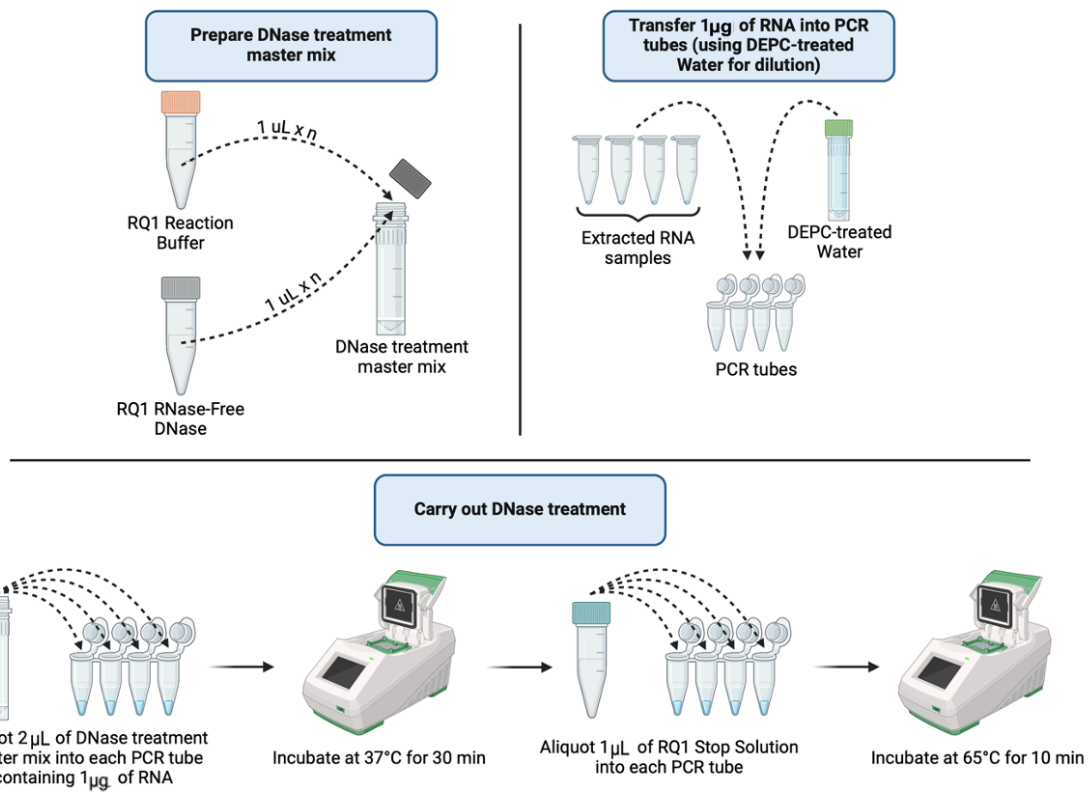 Prepare DNase treatment
master mix
RQ1 Reaction
Buffer
1 uL x n
RQ1 RNase-Free
DNase
1 uL x n
DNase treatment
master mix
Transfer 1µg of RNA into PCR
tubes (using DEPC-treated
Water for dilution)
Extracted RNA
samples
DEPC-treated
Water
PCR tubes
Carry out DNase treatment
ot 2µL of DNase treatment
ter mix into each PCR tube
containing 1µg of RNA
Incubate at 37°C for 30 min
Aliquot 1µL of RQ1 Stop Solution
into each PCR tube
Incubate at 65°C for 10 min